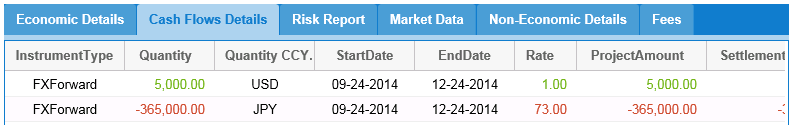 Economic Details Cash Flows Details Risk Report Market Data Non-Economic Details Fees
InstrumentType Quantity Quantity CCY. StartDate EndDate Rate ProjectAmount Settlement
FXForward 5,000.00 USD 09-24-2014 12-24-2014 1.00 5,000.00
FXForward -365,000.00 JPY 09-24-2014 12-24-2014 73.00 -365,000.00